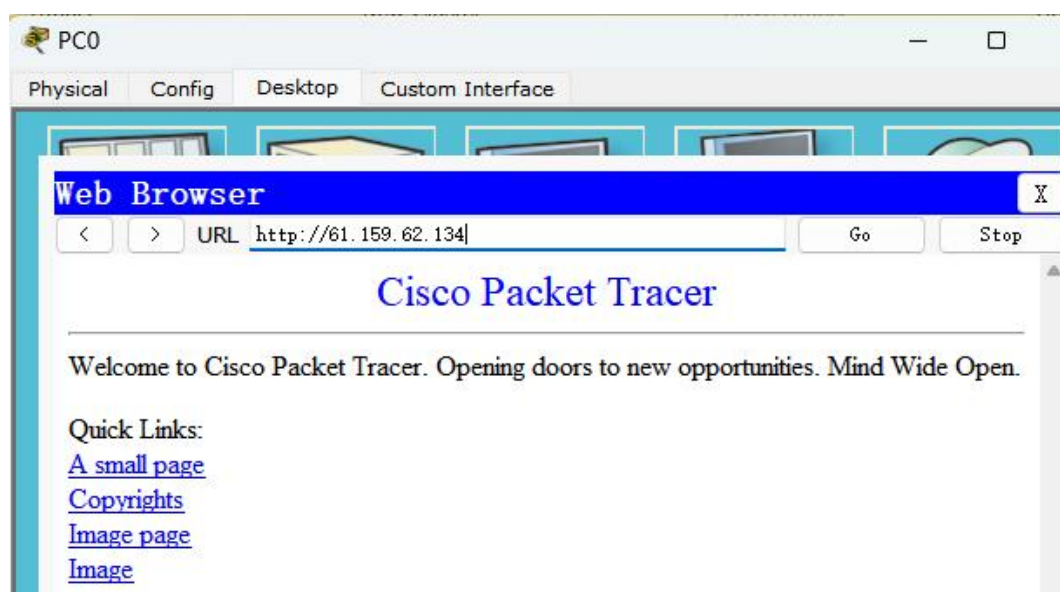 PC0
Physical Config Desktop Custom Interface
Web Browser X
< > URL http://61.159.62.134 Go Stop
Cisco Packet Tracer
Welcome to Cisco Packet Tracer. Opening doors to new opportunities. Mind Wide Open.
Quick Links:
A small page
Copyrights
Image page
Image